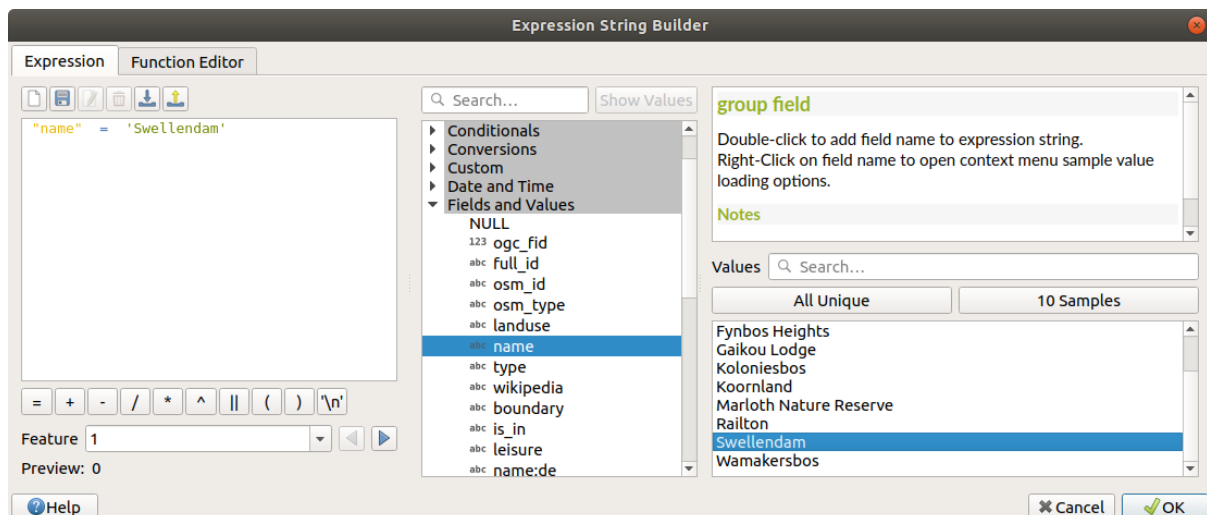 Expression String Builder
Expression
Function Editor
"name" = 'Swellendam'
= + - / * ^ || ( ) '\n'
Feature 1
Preview: 0
Search...
Show Values
Conditionals
Conversions
Custom
Date and Time
Fields and Values
NULL
123 ogc_fid
abc full_id
abc osm_id
abc osm_type
abc landuse
abc name
abc type
abc wikipedia
abc boundary
abc is_in
abc leisure
abc name:de
group field
Double-click to add field name to expression string.
Right-Click on field name to open context menu sample value
loading options.
Notes
Values Search...
All Unique
10 Samples
Fynbos Heights
Gaikou Lodge
Koloniesbos
Koornland
Marloth Nature Reserve
Railton
Swellendam
Wamakersbos
Help
Cancel
OK